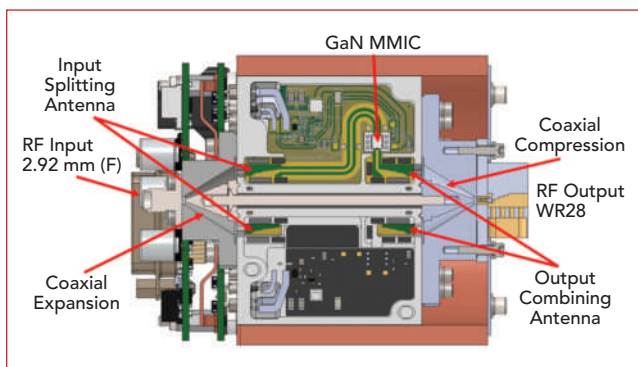 GaN MMIC
Input
Splitting
Antenna
RF Input
2.92 mm (F)
Coaxial
Compression
RF Output
WR28
Coaxial
Expansion
Output
Combining
Antenna